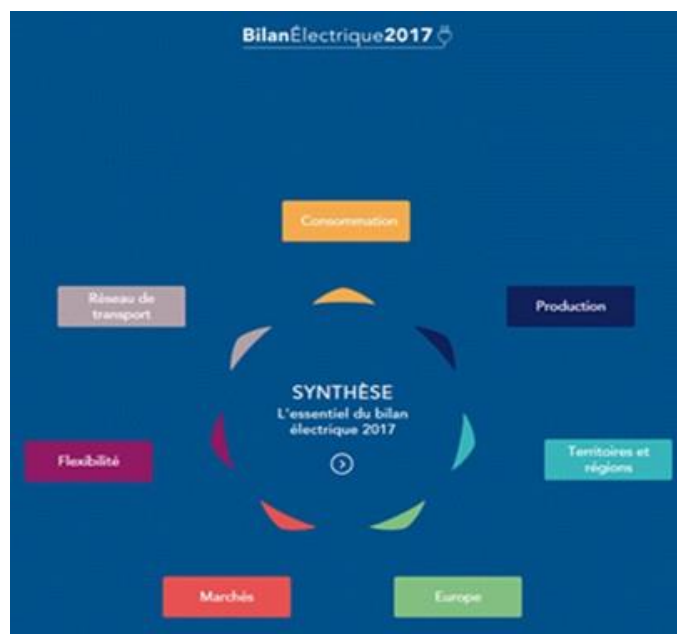 BilanÉlectrique2017
Consommation
Réseau de
transport
Production
SYNTHÈSE
L'essentiel du bilan
électrique 2017
Flexibilité
Territoires et
régions
Marchés
Europe